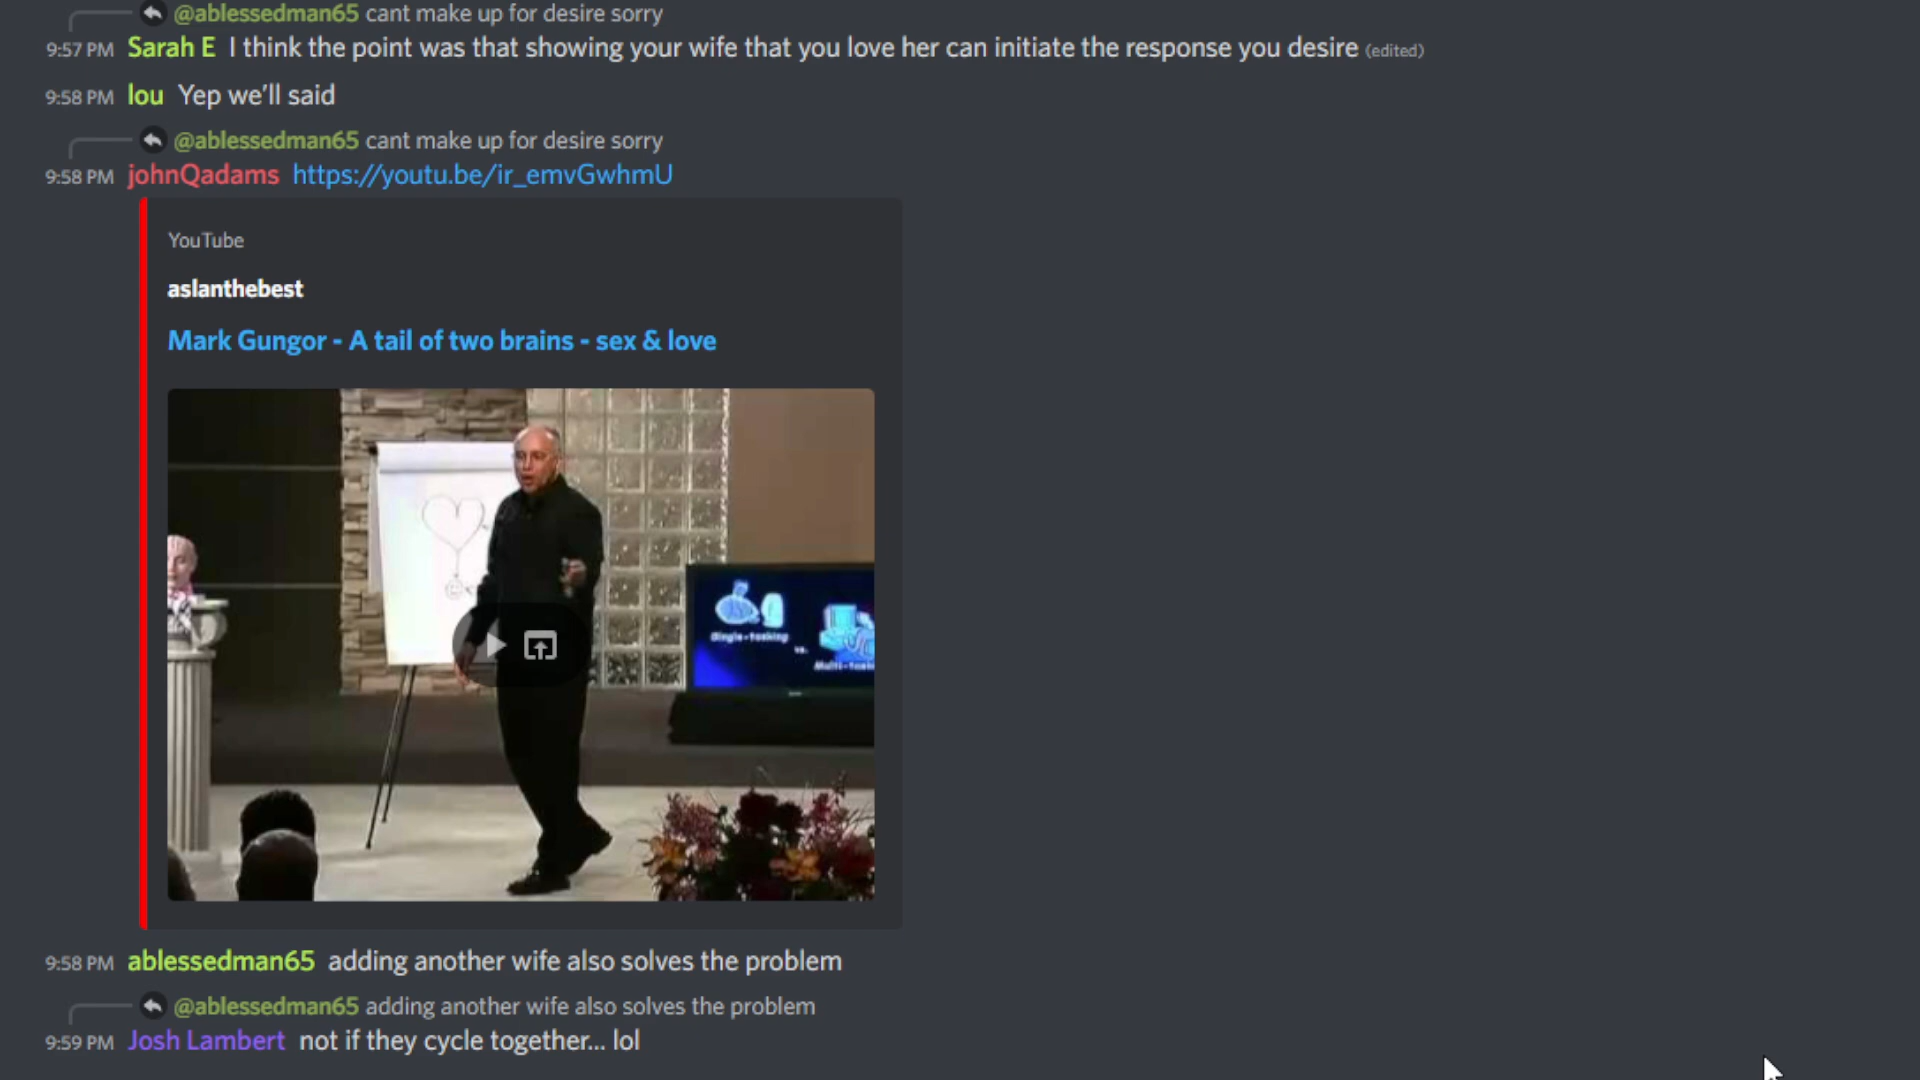 @ablessedman65 cant make up for desire sorry
9:57 PM Sarah E I think the point was that showing your wife that you love her can initiate the response you desire (edited)
9:58 PM lou Yep we'll said
@ablessedman65 cant make up for desire sorry
9:58 PM johnQadams https://youtu.be/ir_emvGwhmU
YouTube
aslanthebest
Mark Gungor - A tail of two brains - sex & love
Single-tasking
vs.
9:58 PM ablessedman65 adding another wife also solves the problem
@ablessedman65 adding another wife also solves the problem
9:59 PM Josh Lambert not if they cycle together... lol